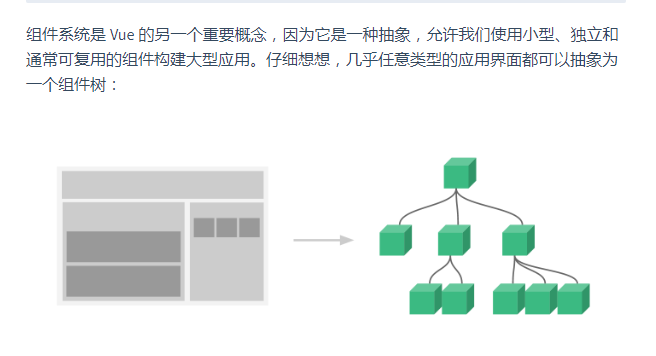 组件系统是 Vue 的另一个重要概念，因为它是一种抽象，允许我们使用小型、独立和
通常可复用的组件构建大型应用。仔细想想，几乎任意类型的应用界面都可以抽象为
一个组件树：